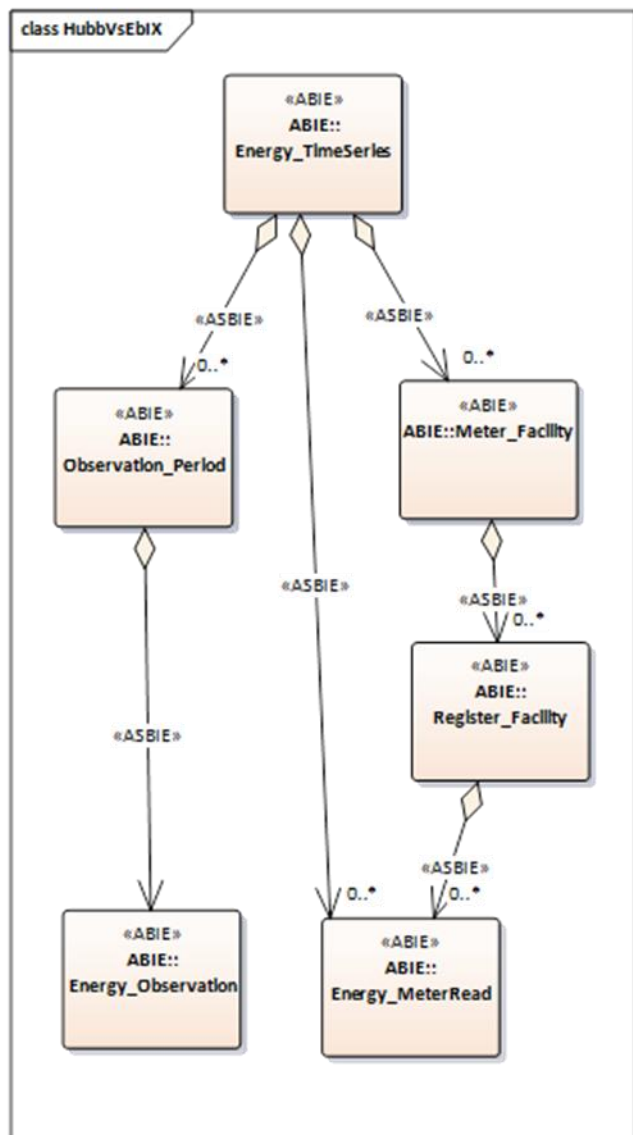 class HubbVsEbIX
«ABIE»
ABIE::
Energy_TimeSeries
«ASBIE»
«ASBIE»
0..*
0..*
«ABIE»
ABIE::
Observation_Period
«ABIE»
ABIE::Meter_Facility
«ASBIE»
«ASBIE»
0..*
«ABIE»
ABIE::
Register_Facility
«ASBIE»
«ASBIE»
0..*
0..*
«ABIE»
ABIE::
Energy_Observation
«ABIE»
ABIE::
Energy_MeterRead